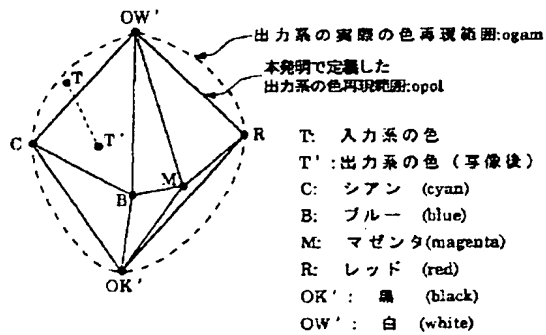 OW'
出力系の実際の色再現範囲:ogam
本発明で定義した
出力系の色再現範囲:opol
T
T'
C
R
M
B
OK'
T: 入力系の色
T':出力系の色(写像後)
C: シアン (cyan)
B: ブルー (blue)
M: マゼンタ(magenta)
R: レッド (red)
OK': 黒 (black)
OW': 白 (white)